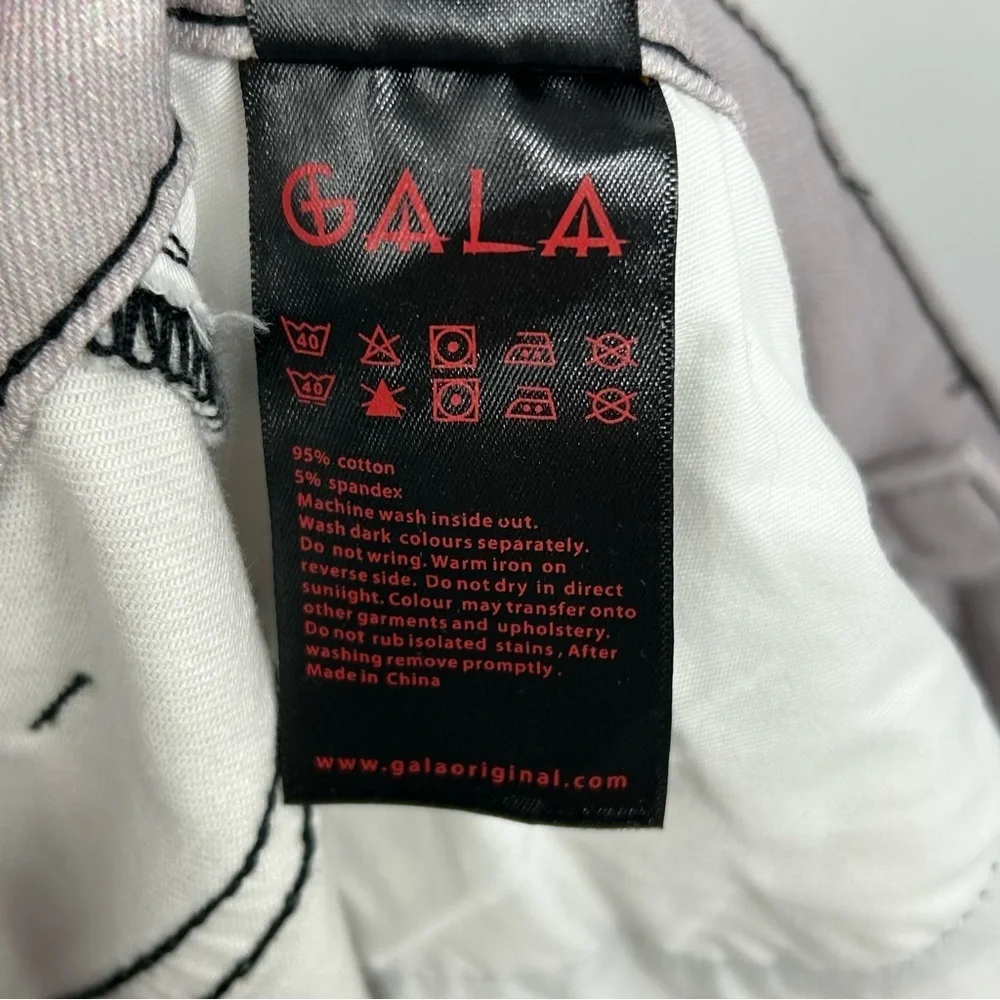 GALA
40
40
95% cotton
5% spandex
Machine wash inside out.
Wash dark colours separately.
Do not wring. Warm iron on
reverse side. Do not dry in direct
suniight. Colour may transfer onto
other garments and upholstery.
Do not rub isolated stains, After
washing remove promptly.
Made in China
www.galaoriginal.com